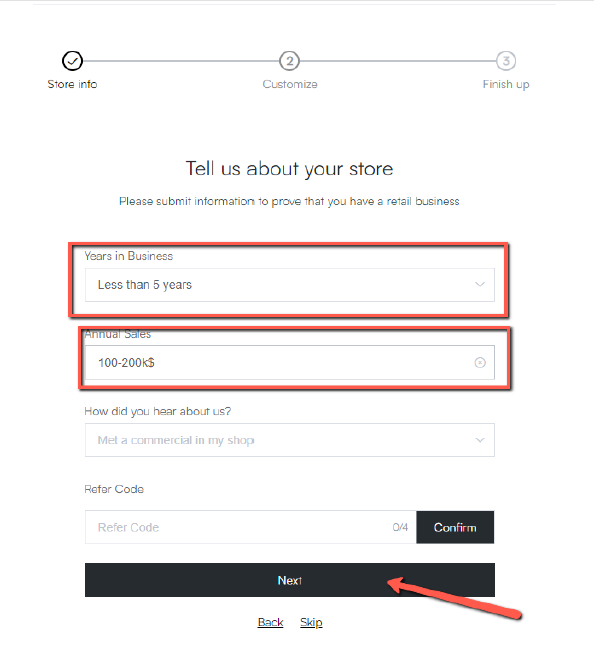 2
3
Store info
Customize
Finish up
Tell us about your store
Please submit information to prove that you have a retail business
Years in Business
Less than 5 years
Annual Sales
100-200k$
How did you hear about us?
Met a commercial in my shop
Refer Code
Refer Code
0/4
Confirm
Next
Back
Skip